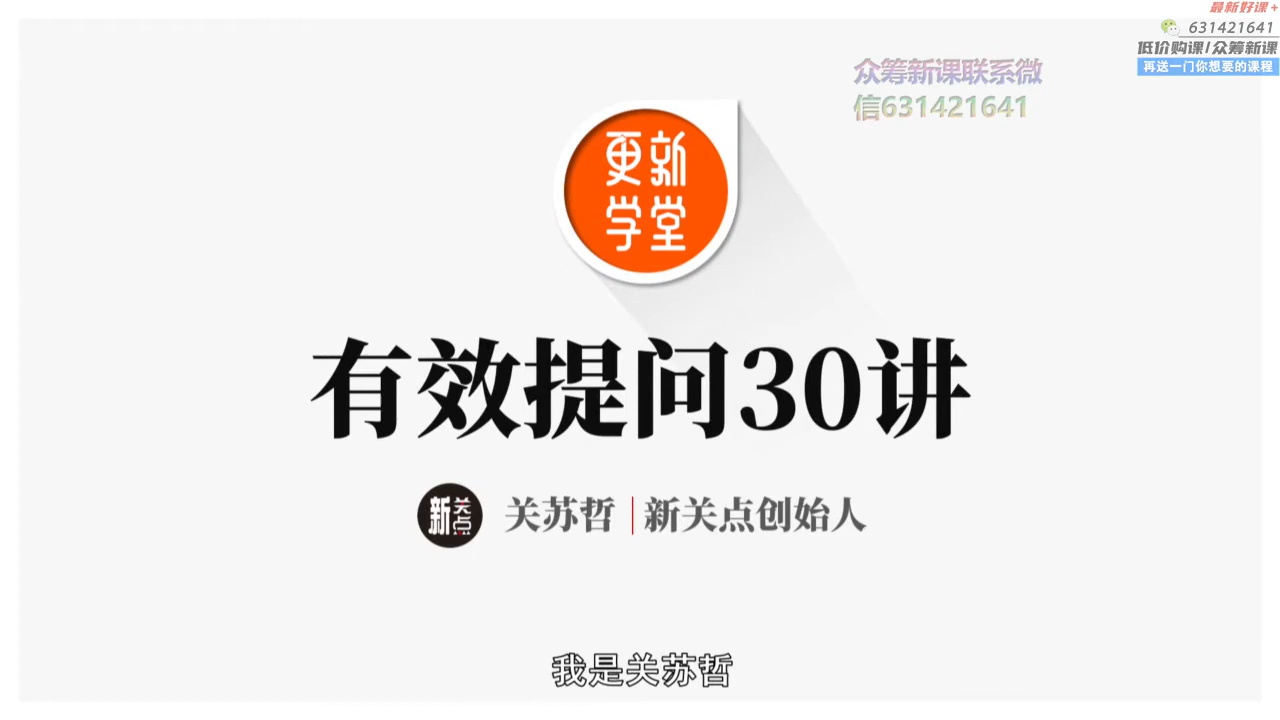 最新好课+
631421641
低价购课/众筹新课
再送一门你想要的课程
众筹新课联系微
信631421641
更新
学堂
有效提问30讲
新关点
关苏哲|新关点创始人
我是关苏哲